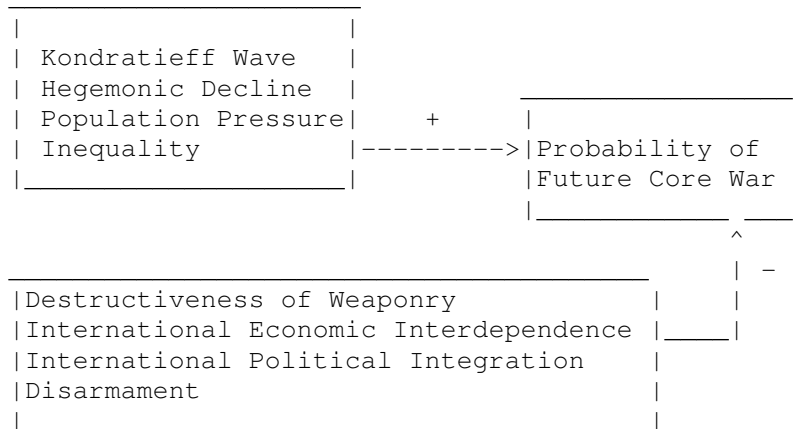 Kondratieff Wave
Hegemonic Decline
Population Pressure
+
Inequality
Probability of
Future Core War
-
Destructiveness of Weaponry
International Economic Interdependence
International Political Integration
Disarmament